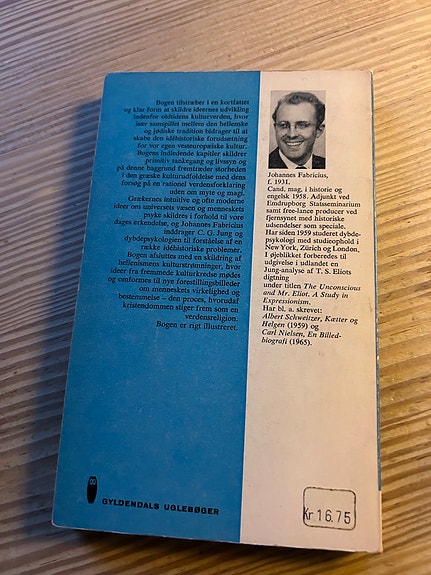 Bogen tilstræber i en kortfattet
og klar form at skildre ideernes udvikling
indenfor oldtidens kulturverden, hvor
især samspillet mellem den hellenske
og jødiske tradition bidrager til at
skabe den idéhistoriske forudsætning
for vor egen vesteuropæiske kultur.
Bogens indledende kapitler skildrer
primitiv tankegang og livssyn og
på denne baggrund fremtræder storheden
i den græske kulturudfoldelse med dens
forsøg på en rational verdensforklaring
uden om myte og magi.
Grækernes intuitive og ofte moderne
ideer om universets væsen og menneskets
psyke skildres i forhold til vor
dages erkendelse, og Johannes Fabricius
inddrager C. G. Jung og
dybdepsykologien til forståelse af en
række idéhistoriske problemer.
Bogen afsluttes med en skildring af
hellenismens kulturstrømninger, hvor
ideer fra fremmede kulturkredse mødes
og omformes til nye forestillingsbilleder
om menneskets virkelighed og
bestemmelse – den proces, hvorudaf
kristendommen stiger frem som en
verdensreligion.
Bogen er rigt illustreret.
GYLDENDALS UGLEBØGER
Johannes Fabricius,
f. 1931.
Cand. mag. i historie og
engelsk 1958. Adjunkt ved
Emdrupborg Statsseminarium
samt free-lance producer ved
fjernsynet med historiske
udsendelser som speciale.
Har siden 1959 studeret dybde-
psykologi med studieophold i
New York, Zürich og London.
I øjeblikket forberedes til
udgivelse i udlandet en
Jung-analyse af T. S. Eliots
digtning
under titlen The Unconscious
and Mr. Eliot. A Study in
Expressionism.
Har bl. a. skrevet:
Albert Schweitzer, Kætter og
Helgen (1959) og
Carl Nielsen, En Billed-
biografi (1965).
Kr 16.75